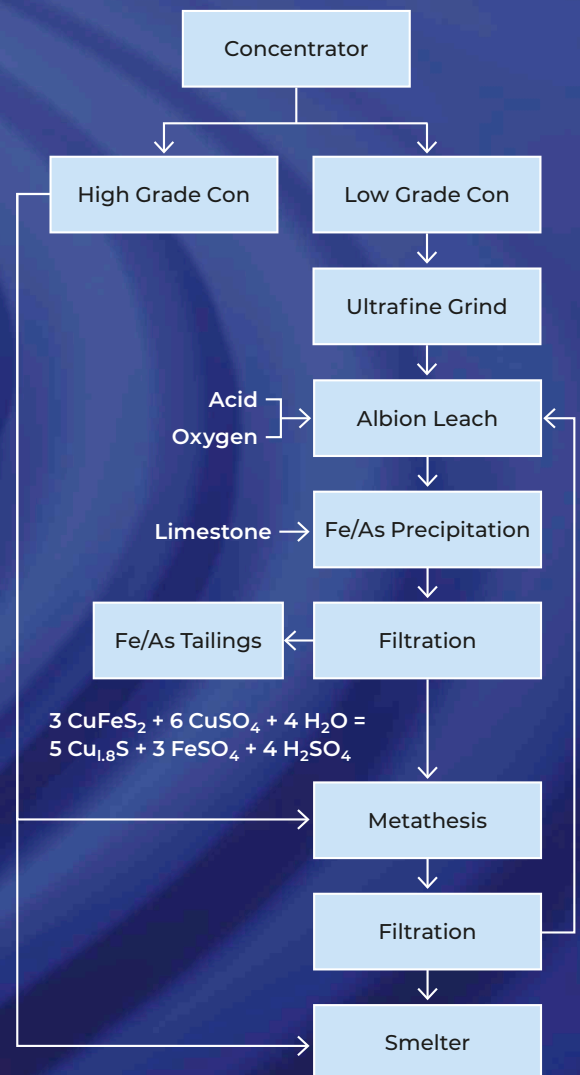 Concentrator
High Grade Con
Low Grade Con
Ultrafine Grind
Acid
Oxygen
Albion Leach
Limestone
Fe/As Precipitation
Fe/As Tailings
Filtration
3 CuFeS₂ + 6 CuSO₄ + 4 H₂O =
5 Cu₁.₈S + 3 FeSO₄ + 4 H₂SO₄
Metathesis
Filtration
Smelter